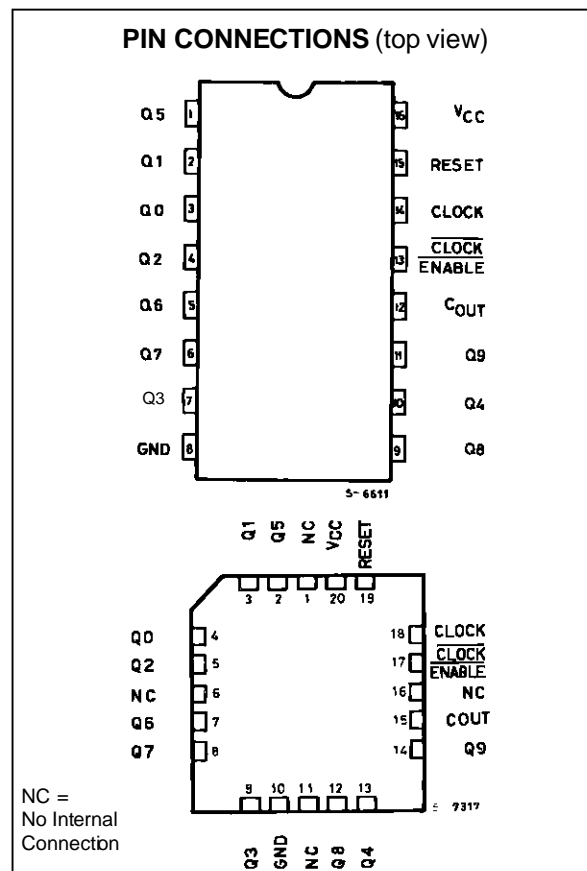 PIN CONNECTIONS (top view)
Q5 1 16 VCC
Q1 2 15 RESET
Q0 3 14 CLOCK
Q2 4 13 CLOCK ENABLE
Q6 5 12 COUT
Q7 6 11 Q9
Q3 7 10 Q4
GND 8 9 Q8
S-6611
Q1 Q5 NC VCC RESET
3 2 1 20 19
Q0 4 18 CLOCK
Q2 5 17 CLOCK ENABLE
NC 6 16 NC
Q6 7 15 COUT
Q7 8 14 Q9
9 10 11 12 13
7317
Q3 GND NC Q8 Q4
NC =
No Internal
Connection